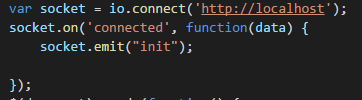 var socket = io.connect('http://localhost');
socket.on('connected', function(data) {
    socket.emit("init");
});